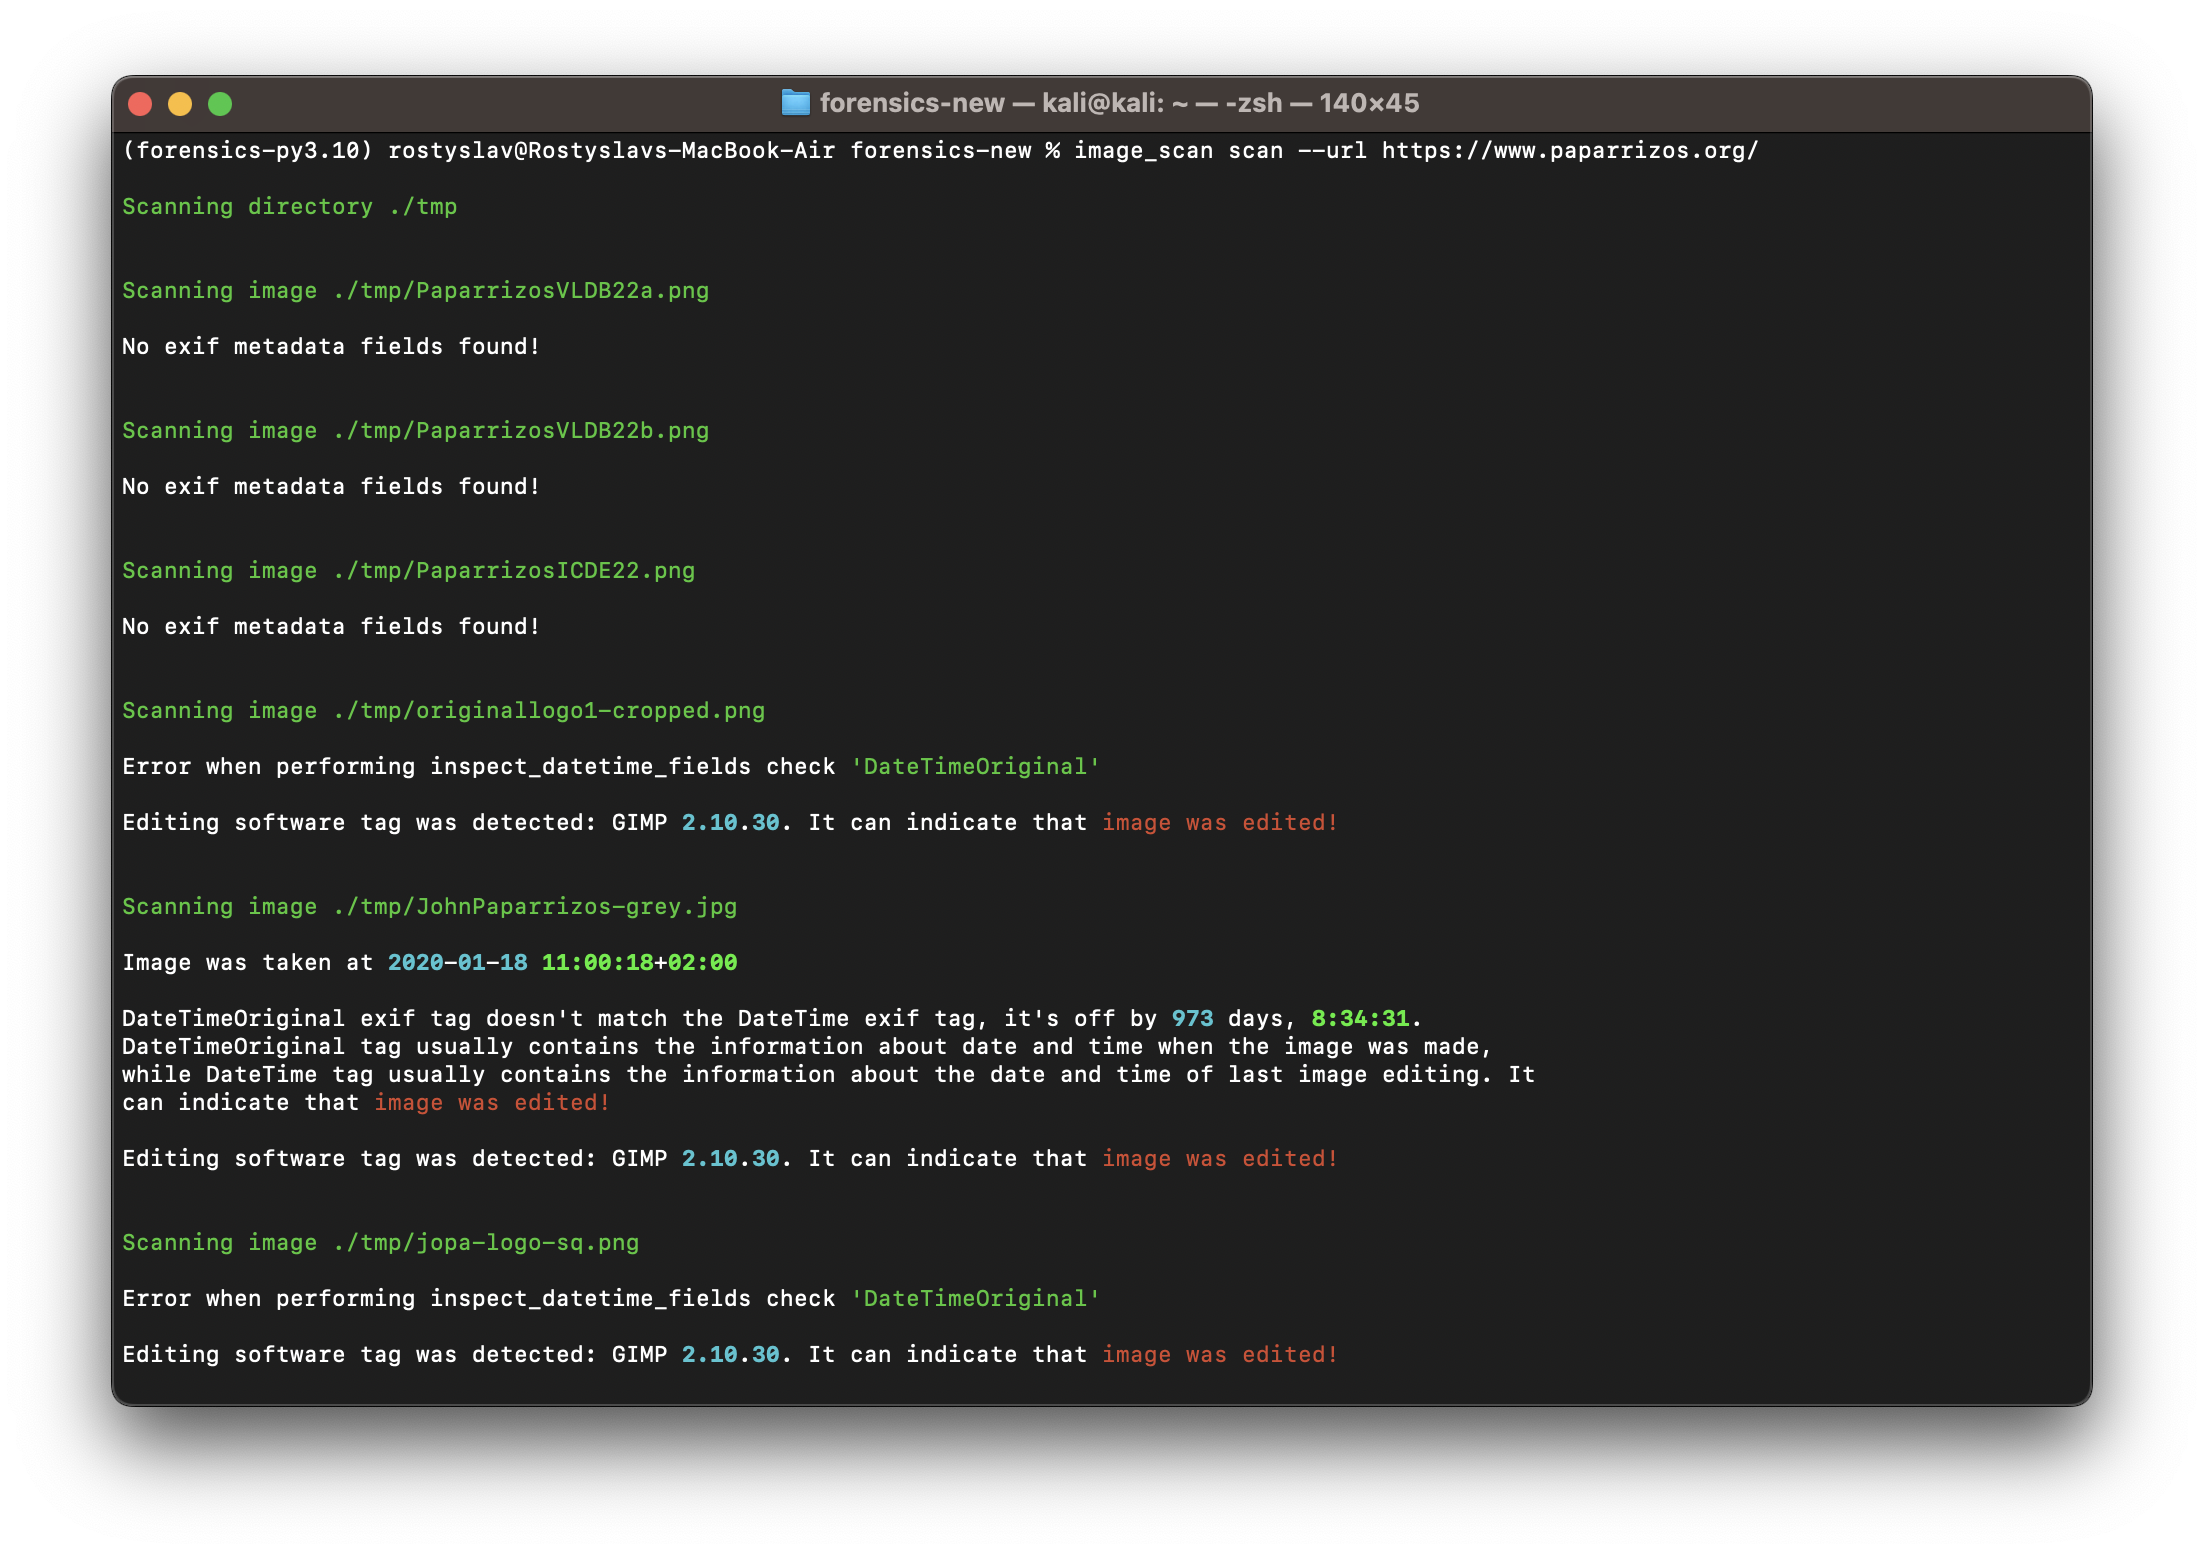 forensics-new — kali@kali: ~ — -zsh — 140×45
(forensics-py3.10) rostyslav@Rostyslavs-MacBook-Air forensics-new % image_scan scan --url https://www.paparrizos.org/
Scanning directory ./tmp
Scanning image ./tmp/PaparrizosVLDB22a.png
No exif metadata fields found!
Scanning image ./tmp/PaparrizosVLDB22b.png
No exif metadata fields found!
Scanning image ./tmp/PaparrizosICDE22.png
No exif metadata fields found!
Scanning image ./tmp/originallogo1-cropped.png
Error when performing inspect_datetime_fields check 'DateTimeOriginal'
Editing software tag was detected: GIMP 2.10.30. It can indicate that image was edited!
Scanning image ./tmp/JohnPaparrizos-grey.jpg
Image was taken at 2020-01-18 11:00:18+02:00
DateTimeOriginal exif tag doesn't match the DateTime exif tag, it's off by 973 days, 8:34:31.
DateTimeOriginal tag usually contains the information about date and time when the image was made,
while DateTime tag usually contains the information about the date and time of last image editing. It
can indicate that image was edited!
Editing software tag was detected: GIMP 2.10.30. It can indicate that image was edited!
Scanning image ./tmp/jopa-logo-sq.png
Error when performing inspect_datetime_fields check 'DateTimeOriginal'
Editing software tag was detected: GIMP 2.10.30. It can indicate that image was edited!